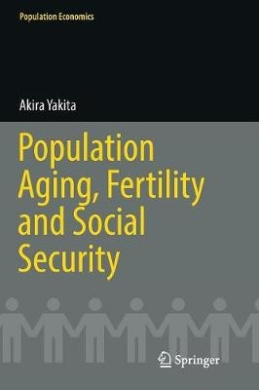 Population Economics
Akira Yakita
Population
Aging, Fertility
and Social
Security
Springer